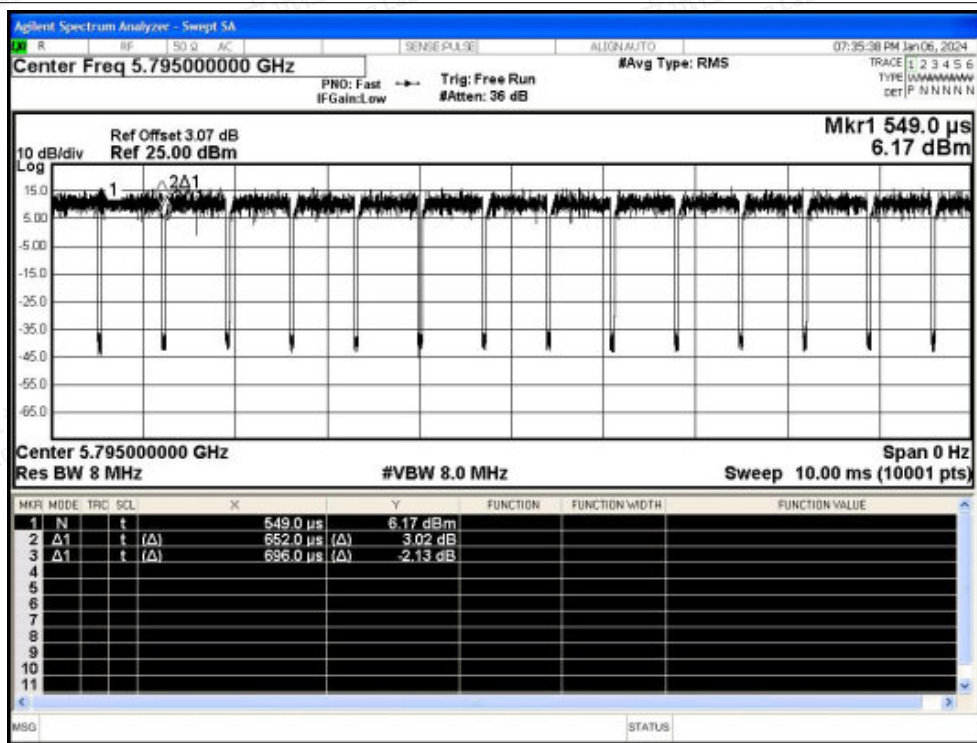 Agilent Spectrum Analyzer - Swept SA
R RF 50 Ω AC SENSE:PULSE ALIGN AUTO 07:35:38 PM Jan 06, 2024
Center Freq 5.795000000 GHz #Avg Type: RMS TRACE 1 2 3 4 5 6
PNO: Fast Trig: Free Run TYPE
IFGain:Low #Atten: 36 dB DET P N N N N N
Ref Offset 3.07 dB Mkr1 549.0 µs
10 dB/div Ref 25.00 dBm 6.17 dBm
Log
15.0
5.00
-5.00
-15.0
-25.0
-35.0
-45.0
-55.0
-65.0
1 2Δ1
Center 5.795000000 GHz Span 0 Hz
Res BW 8 MHz #VBW 8.0 MHz Sweep 10.00 ms (10001 pts)
MKR MODE TRC SCL X Y FUNCTION FUNCTION WIDTH FUNCTION VALUE
1 N t 549.0 µs 6.17 dBm
2 Δ1 t (Δ) 652.0 µs (Δ) 3.02 dB
3 Δ1 t (Δ) 696.0 µs (Δ) -2.13 dB
4
5
6
7
8
9
10
11
MSG STATUS